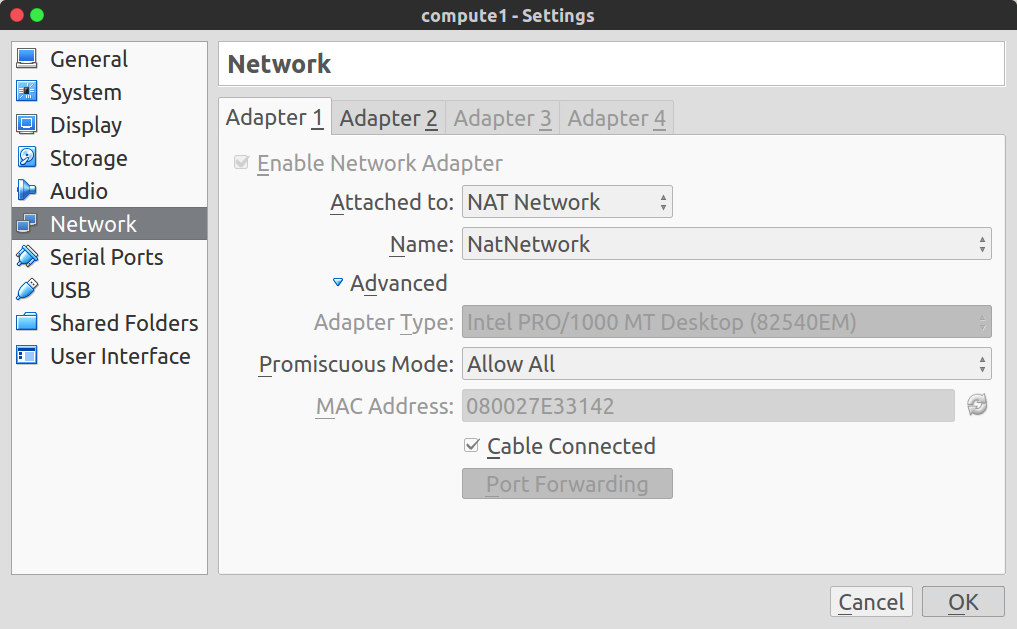 compute1 - Settings
General
System
Display
Storage
Audio
Network
Serial Ports
USB
Shared Folders
User Interface
Network
Adapter 1 Adapter 2 Adapter 3 Adapter 4
Enable Network Adapter
Attached to: NAT Network
Name: NatNetwork
Advanced
Adapter Type: Intel PRO/1000 MT Desktop (82540EM)
Promiscuous Mode: Allow All
MAC Address: 080027E33142
Cable Connected
Port Forwarding
Cancel OK